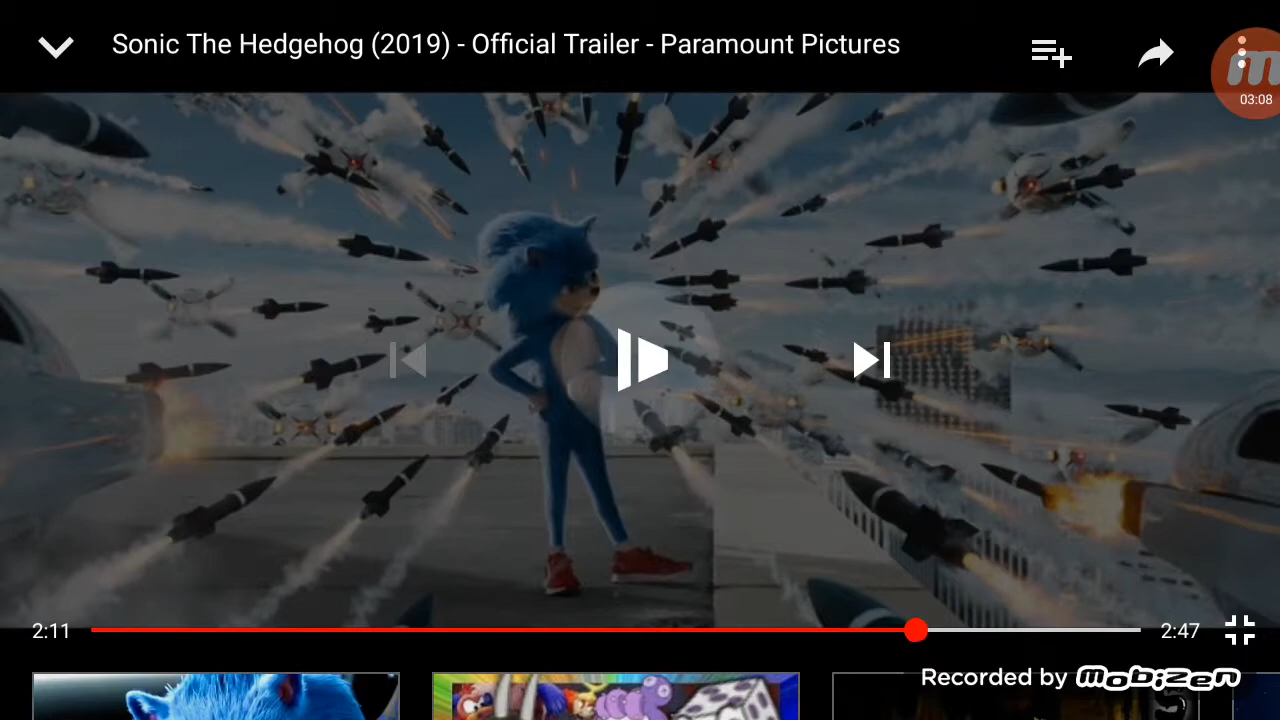 Sonic The Hedgehog (2019) - Official Trailer - Paramount Pictures
m
03:08
2:11
2:47
Recorded by mobizen